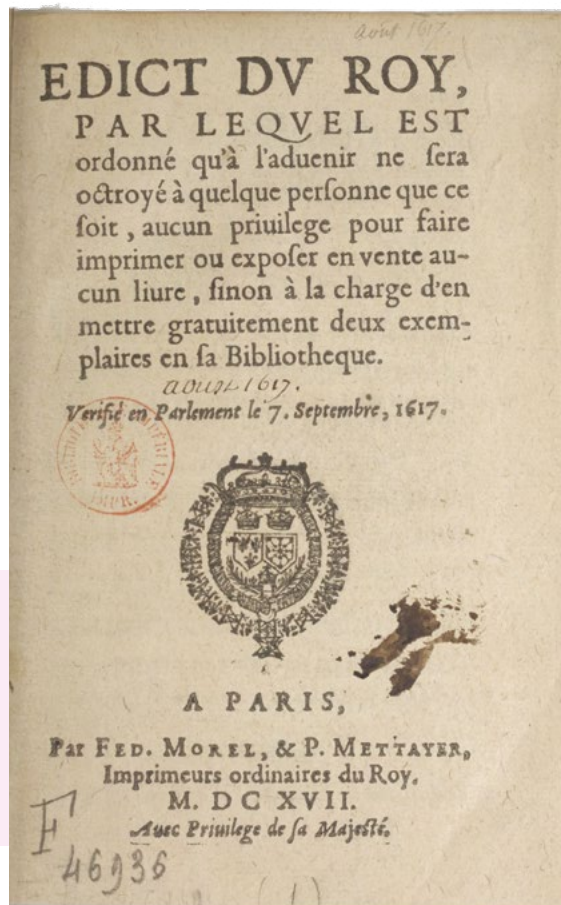 aoút 1617.
EDICT DV ROY,
PAR LEQVEL EST
ordonné qu'à l'aduenir ne ſera
octroyé à quelque perſonne que ce
ſoit, aucun priuilege pour faire
imprimer ou expoſer en vente au-
cun liure, ſinon à la charge d'en
mettre gratuitement deux exem-
plaires en ſa Bibliotheque.
aoust 1617.
Verifié en Parlement le 7. Septembre, 1617.
IMPR.
A PARIS,
Par FED. MOREL, & P. METTAYER,
Imprimeurs ordinaires du Roy.
M. DC XVII.
Auec Priuilege de ſa Majeſté.
F
46936
(1)